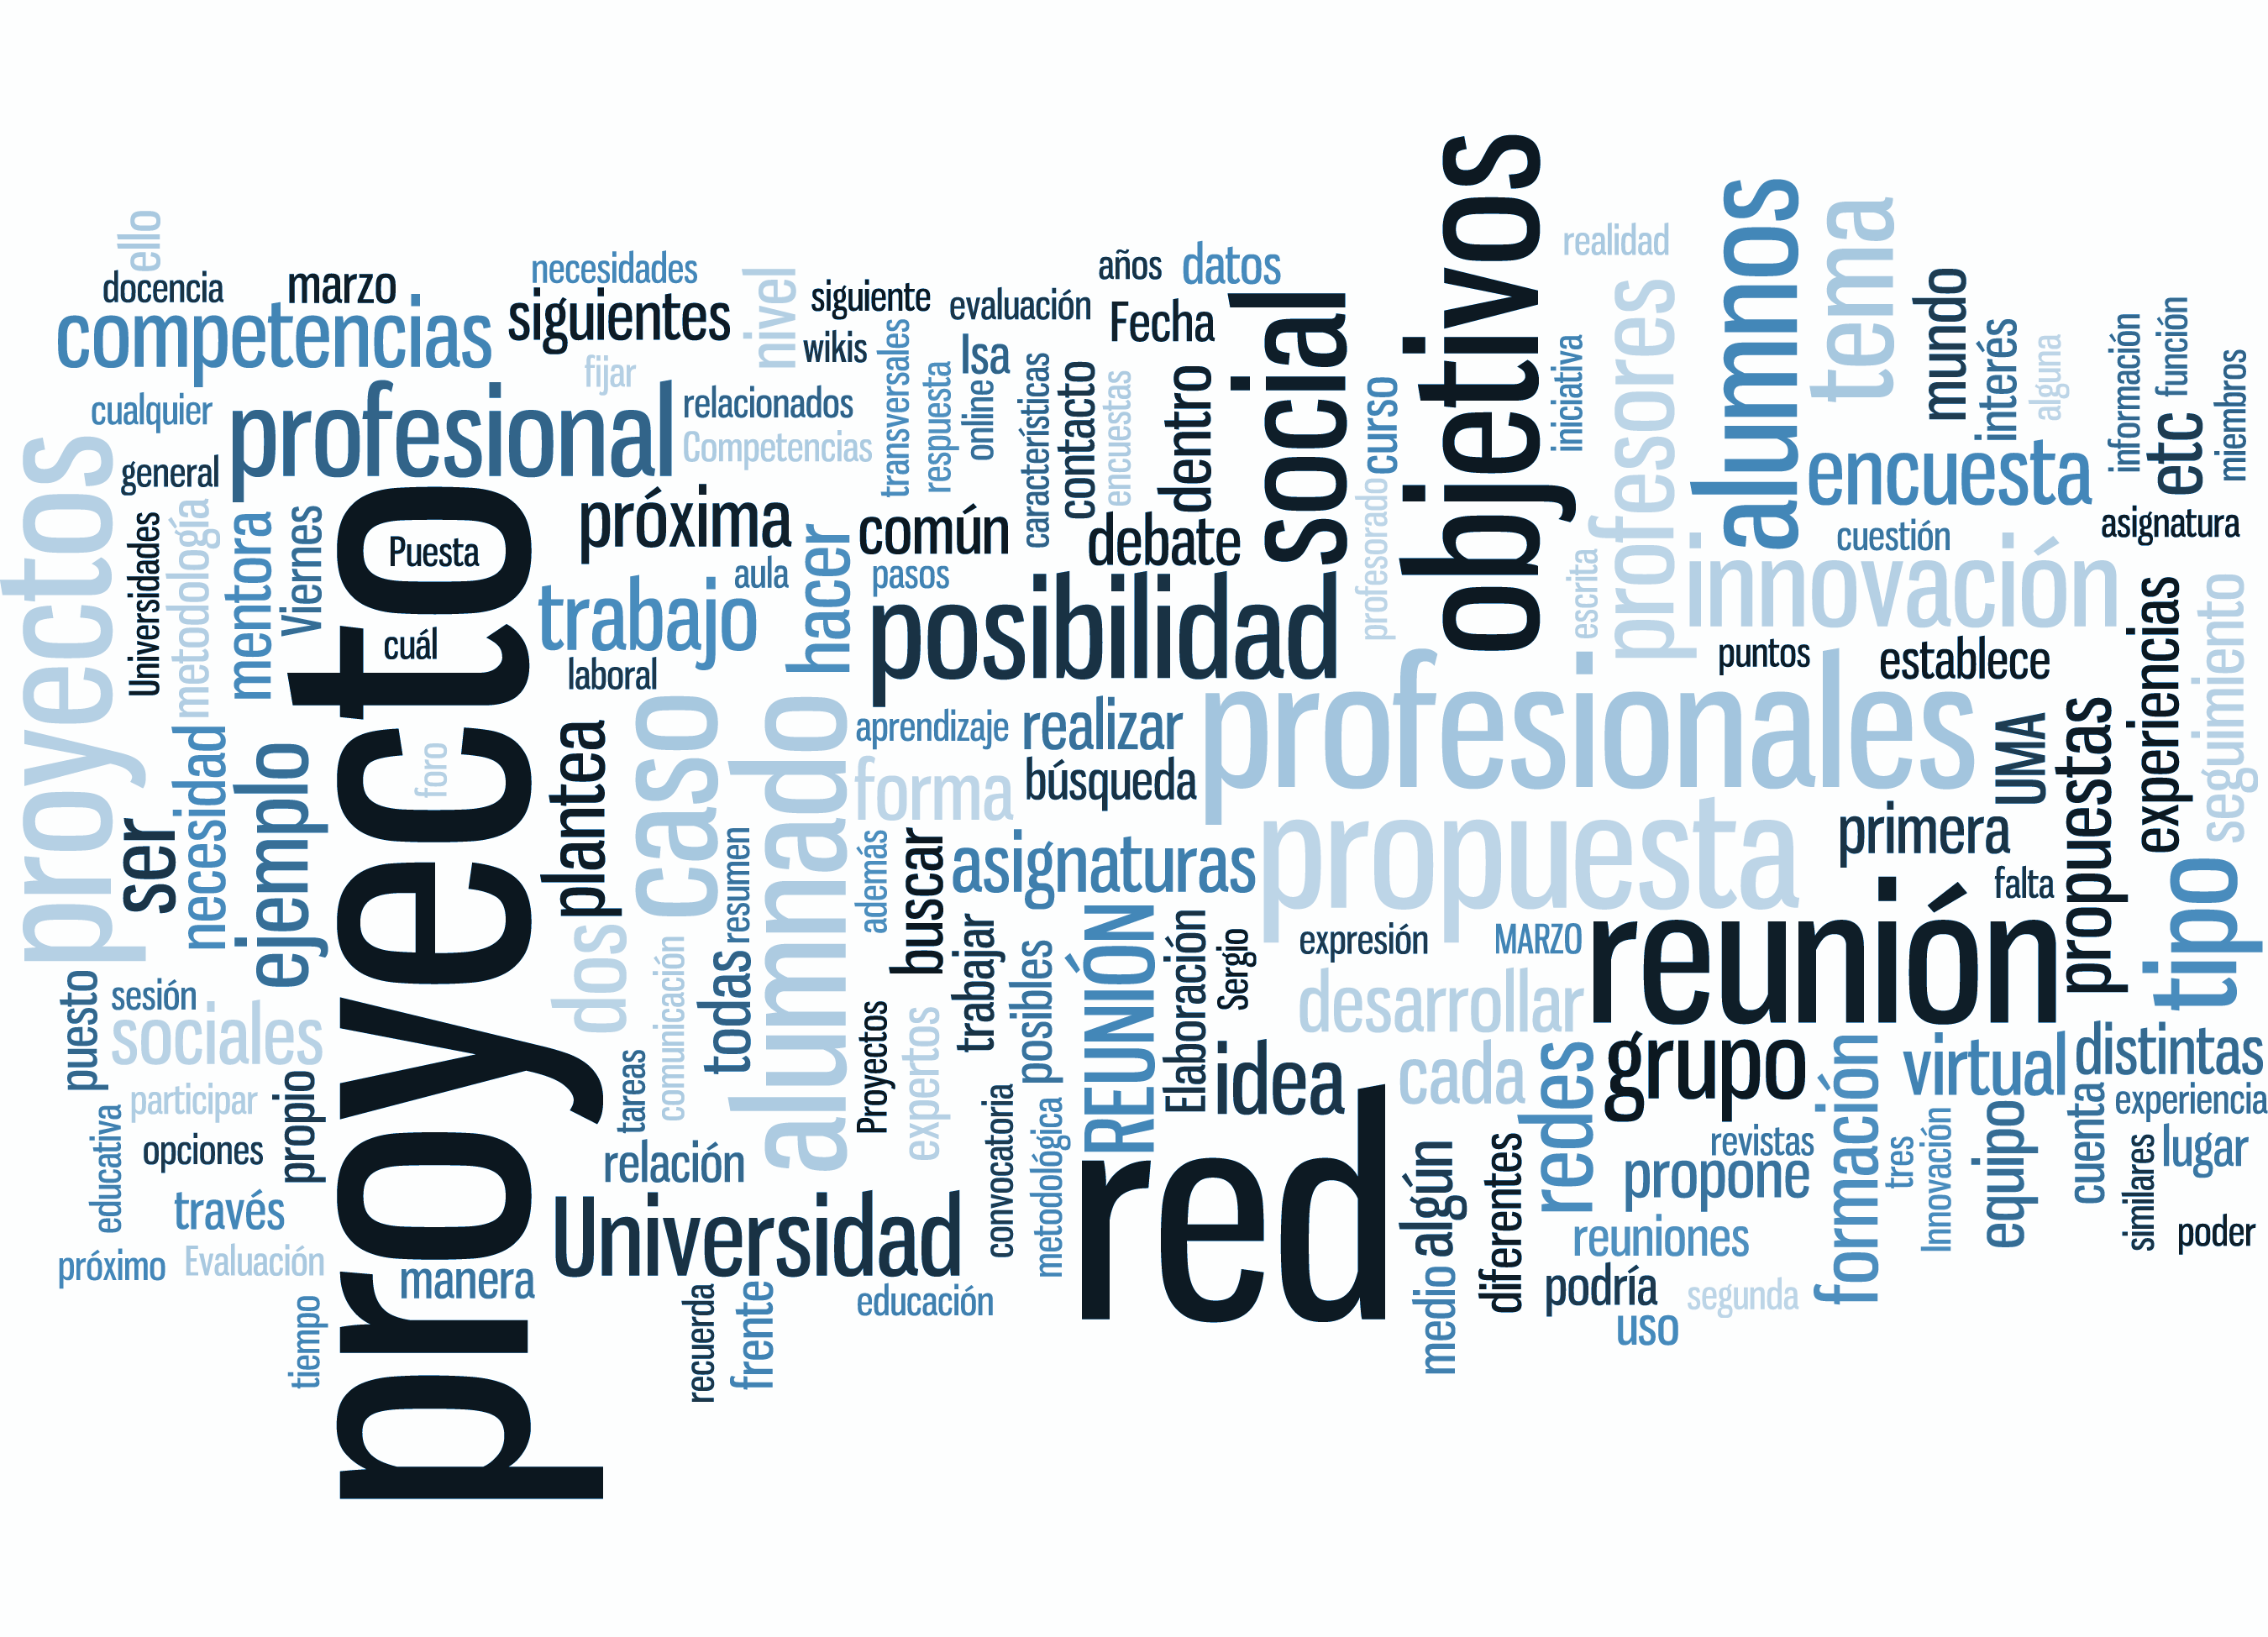 ello
docencia
marzo
necesidades
competencias
siguientes
nivel
siguiente
evaluación
años
datos
Fecha
social
objetivos
realidad
alumnos
tema
mundo
interés
alguna
información
función
miembros
etc
cualquier
profesional
fijar
relacionados
Competencias
wikis
transversales
respuesta
Isa
online
características
contacto
encuestas
dentro
curso
profesorado
iniciativa
escrita
profesores
encuesta
cuestión
asignatura
innovación
proyectos
general
Universidades
metodología
mentora
Viernes
proyecto
Puesta
cuál
foro
próxima
trabajo
aula
laboral
hacer
común
pasos
debate
posibilidad
profesionales
puntos
establece
experiencias
seguimiento
UMA
propuestas
ser
necesidad
ejemplo
plantea
caso
alumnado
aprendizaje
realizar
forma
búsqueda
además
buscar
asignaturas
propuesta
primera
falta
tipo
puesto
sesión
sociales
participar
propio
educativa
opciones
través
próximo
Evaluación
manera
tiempo
dos
resumen
comunicación
todas
tareas
relación
Universidad
recuerda
frente
educación
Proyectos
expertos
trabajar
posibles
convocatoria
metodológica
REUNIÓN
Elaboración
Sergio
expresión
MARZO
desarrollar
reunión
idea
cada
red
redes
grupo
formación
virtual
distintas
experiencia
revistas
propone
tres
Innovación
equipo
cuenta
similares
lugar
poder
algún
medio
diferentes
reuniones
podría
segunda
uso